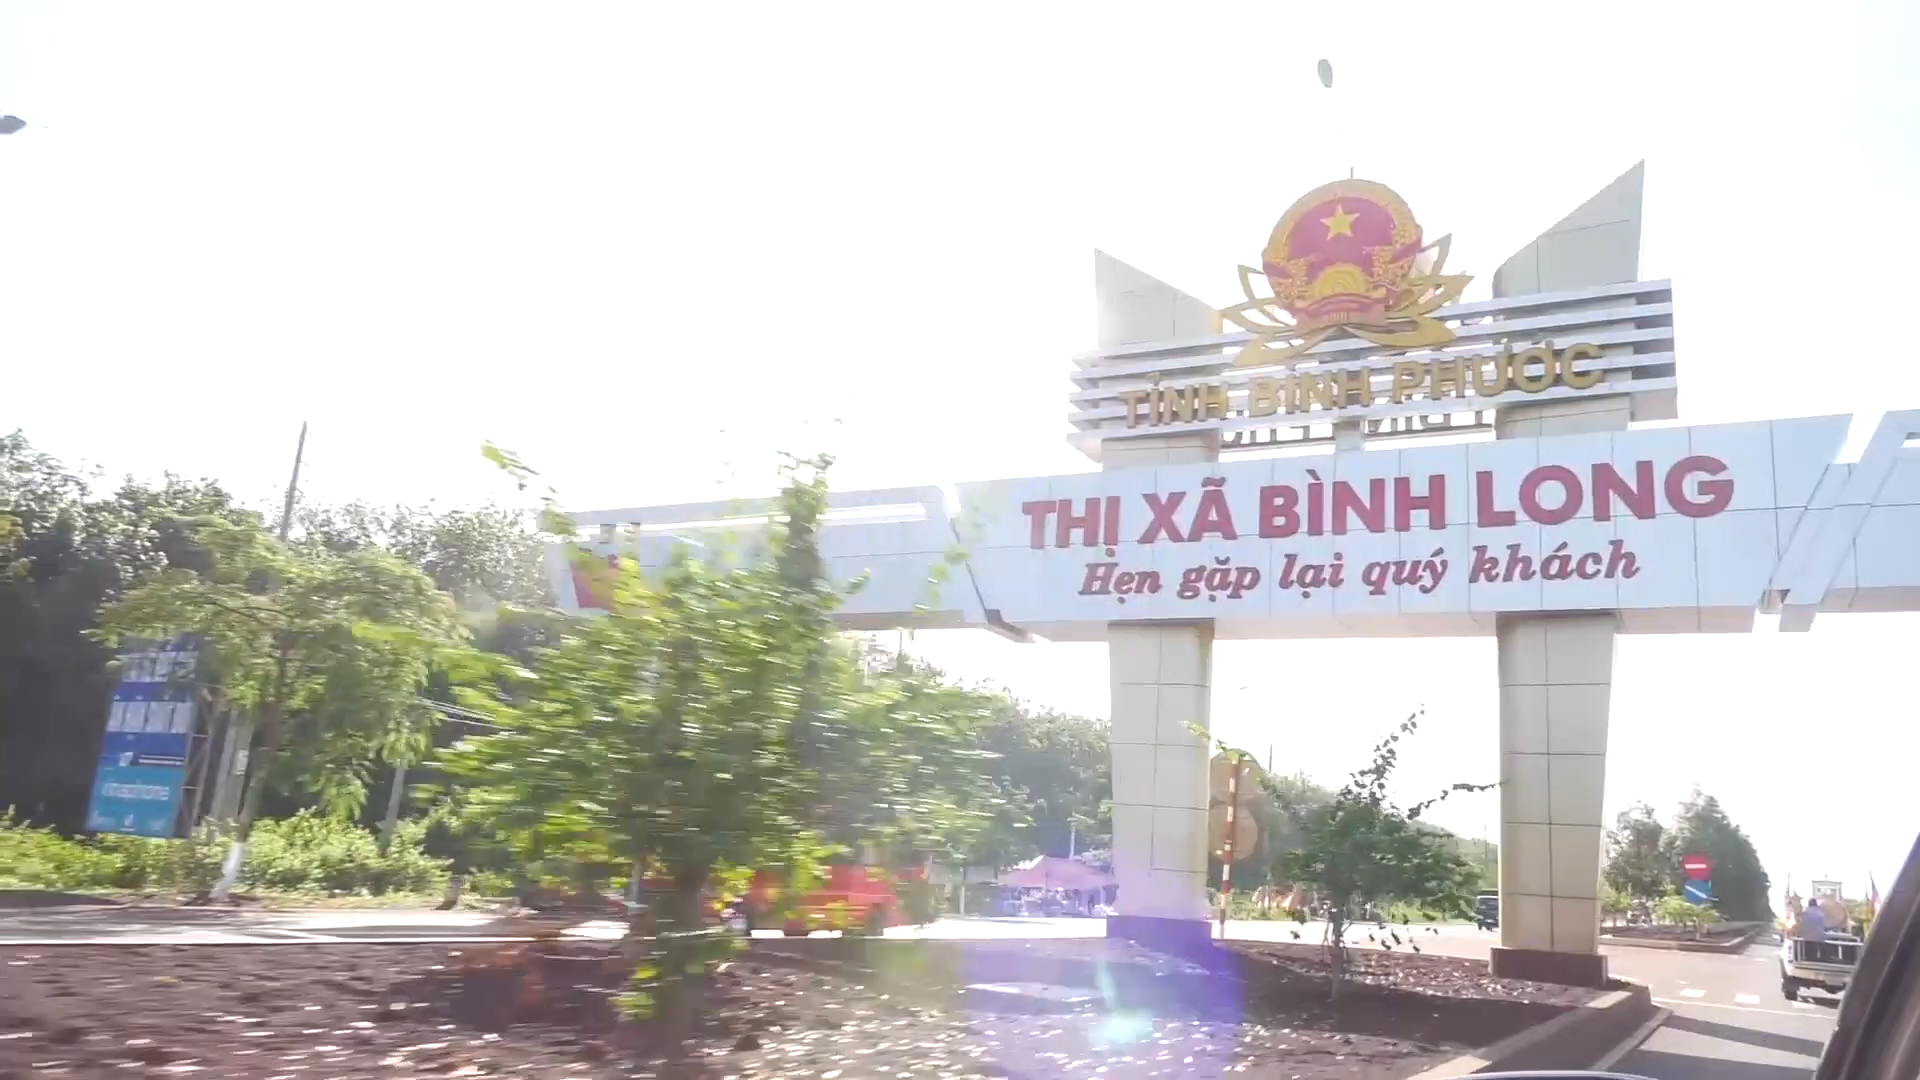 TỈNH BÌNH PHƯỚC
THỊ XÃ BÌNH LONG
Hẹn gặp lại quý khách